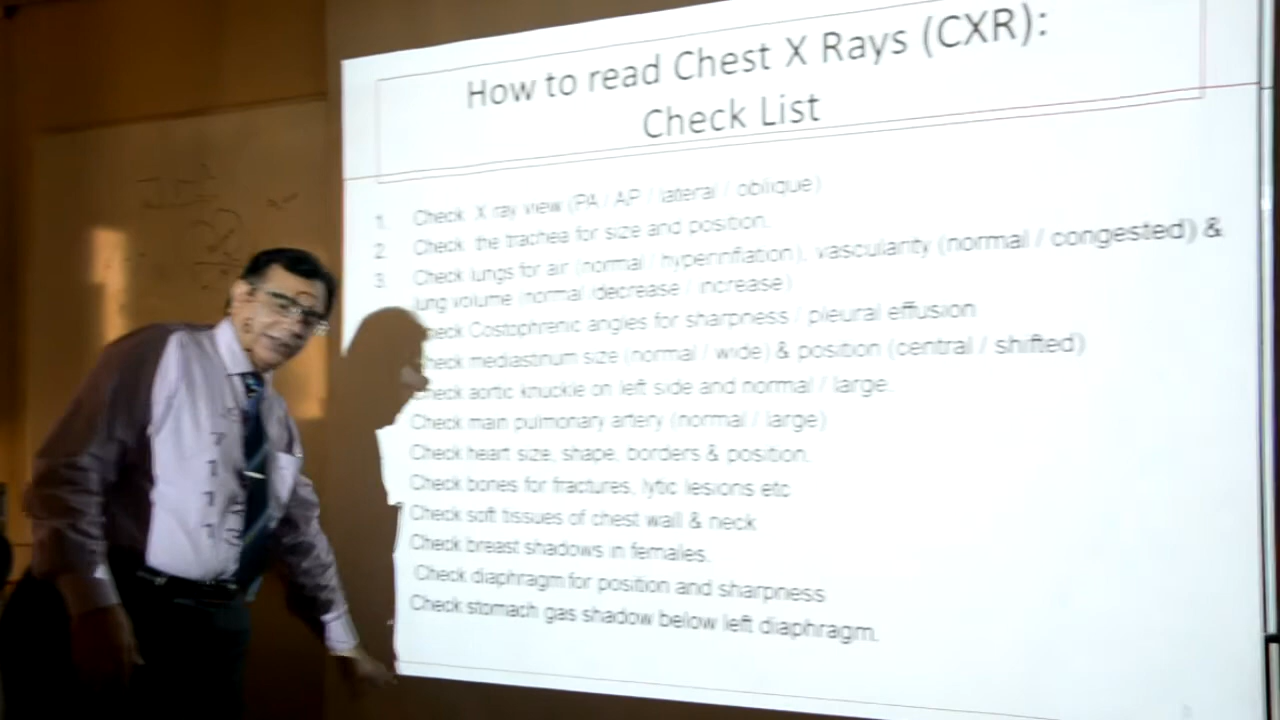 How to read Chest X Rays (CXR):
Check List
1. Check X ray view (PA / AP / lateral / oblique)
2. Check the trachea for size and position.
3. Check lungs for air (normal / hyperinflation), vascularity (normal / congested) &
lung volume (normal /decrease / increase)
heck Costophrenic angles for sharpness / pleural effusion
heck mediastinum size (normal / wide) & position (central / shifted)
heck aortic knuckle on left side and normal / large.
Check main pulmonary artery (normal / large)
Check heart size, shape, borders & position.
Check bones for fractures, lytic lesions etc
Check soft tissues of chest wall & neck
Check breast shadows in females.
Check diaphragm for position and sharpness
Check stomach gas shadow below left diaphragm.